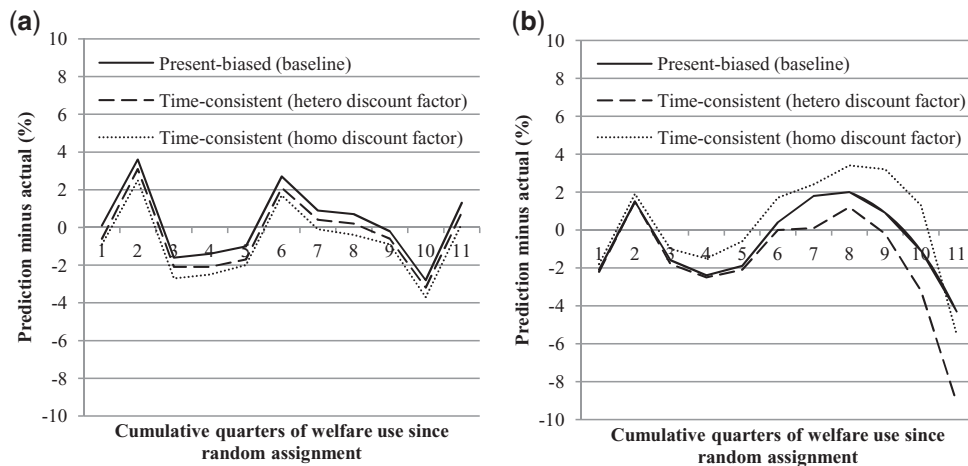 (a)
10
8
6
4
2
0
-2
-4
-6
-8
-10
Prediction minus actual (%)
Present-biased (baseline)
Time-consistent (hetero discount factor)
Time-consistent (homo discount factor)
1 2 3 4 5 6 7 8 9 10 11
Cumulative quarters of welfare use since
random assignment
(b)
10
8
6
4
2
0
-2
-4
-6
-8
-10
Prediction minus actual (%)
Present-biased (baseline)
Time-consistent (hetero discount factor)
Time-consistent (homo discount factor)
1 2 3 4 5 6 7 8 9 10 11
Cumulative quarters of welfare use since
random assignment